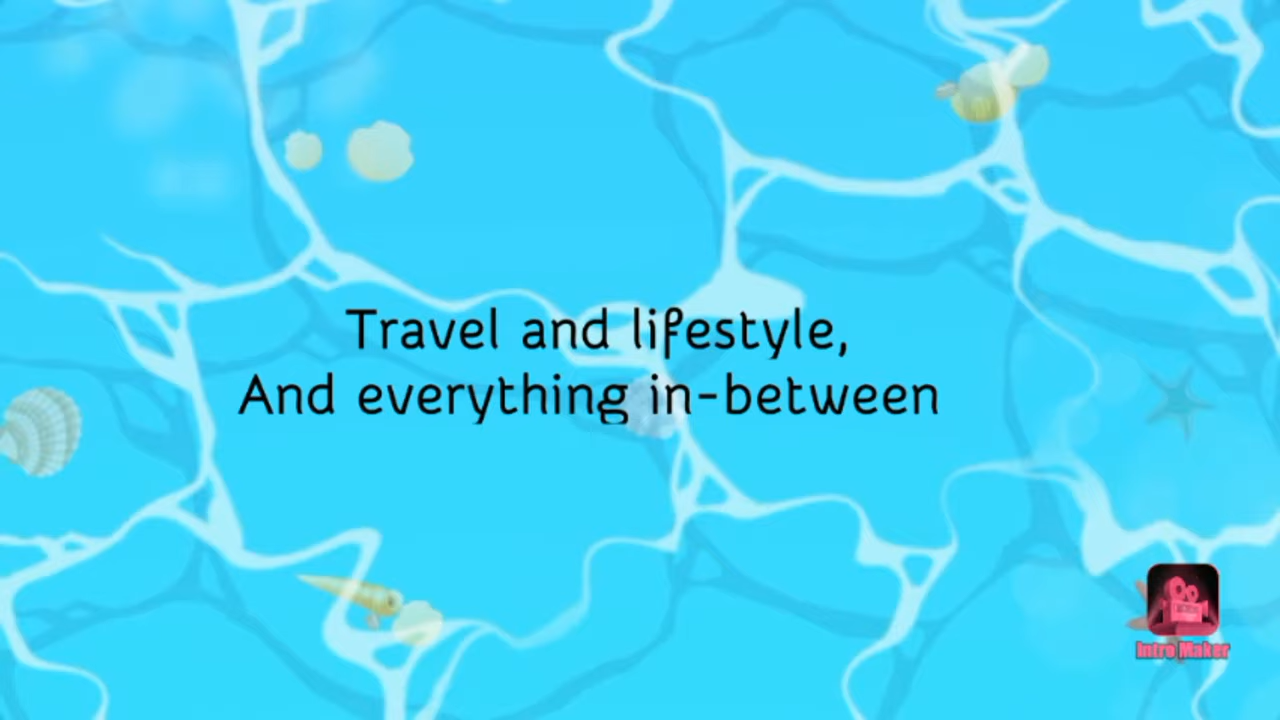 Travel and lifestyle,
And everything in-between
Intro Maker